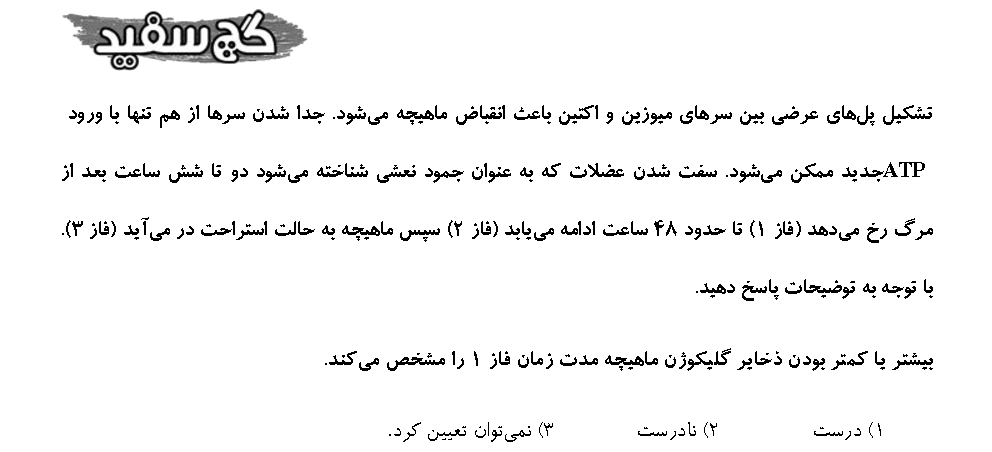 گچ سفید
تشکیل پل‌های عرضی بین سرهای میوزین و اکتین باعث انقباض ماهیچه می‌شود. جدا شدن سرها از هم تنها با ورود
ATPجدید ممکن می‌شود. سفت شدن عضلات که به عنوان جمود نعشی شناخته می‌شود دو تا شش ساعت بعد از
مرگ رخ می‌دهد (فاز ۱) تا حدود ۴۸ ساعت ادامه می‌یابد (فاز ۲) سپس ماهیچه به حالت استراحت در می‌آید (فاز ۳).
با توجه به توضیحات پاسخ دهید.
بیشتر یا کمتر بودن ذخایر گلیکوژن ماهیچه مدت زمان فاز ۱ را مشخص می‌کند.
۱) درست ۲) نادرست ۳) نمی‌توان تعیین کرد.